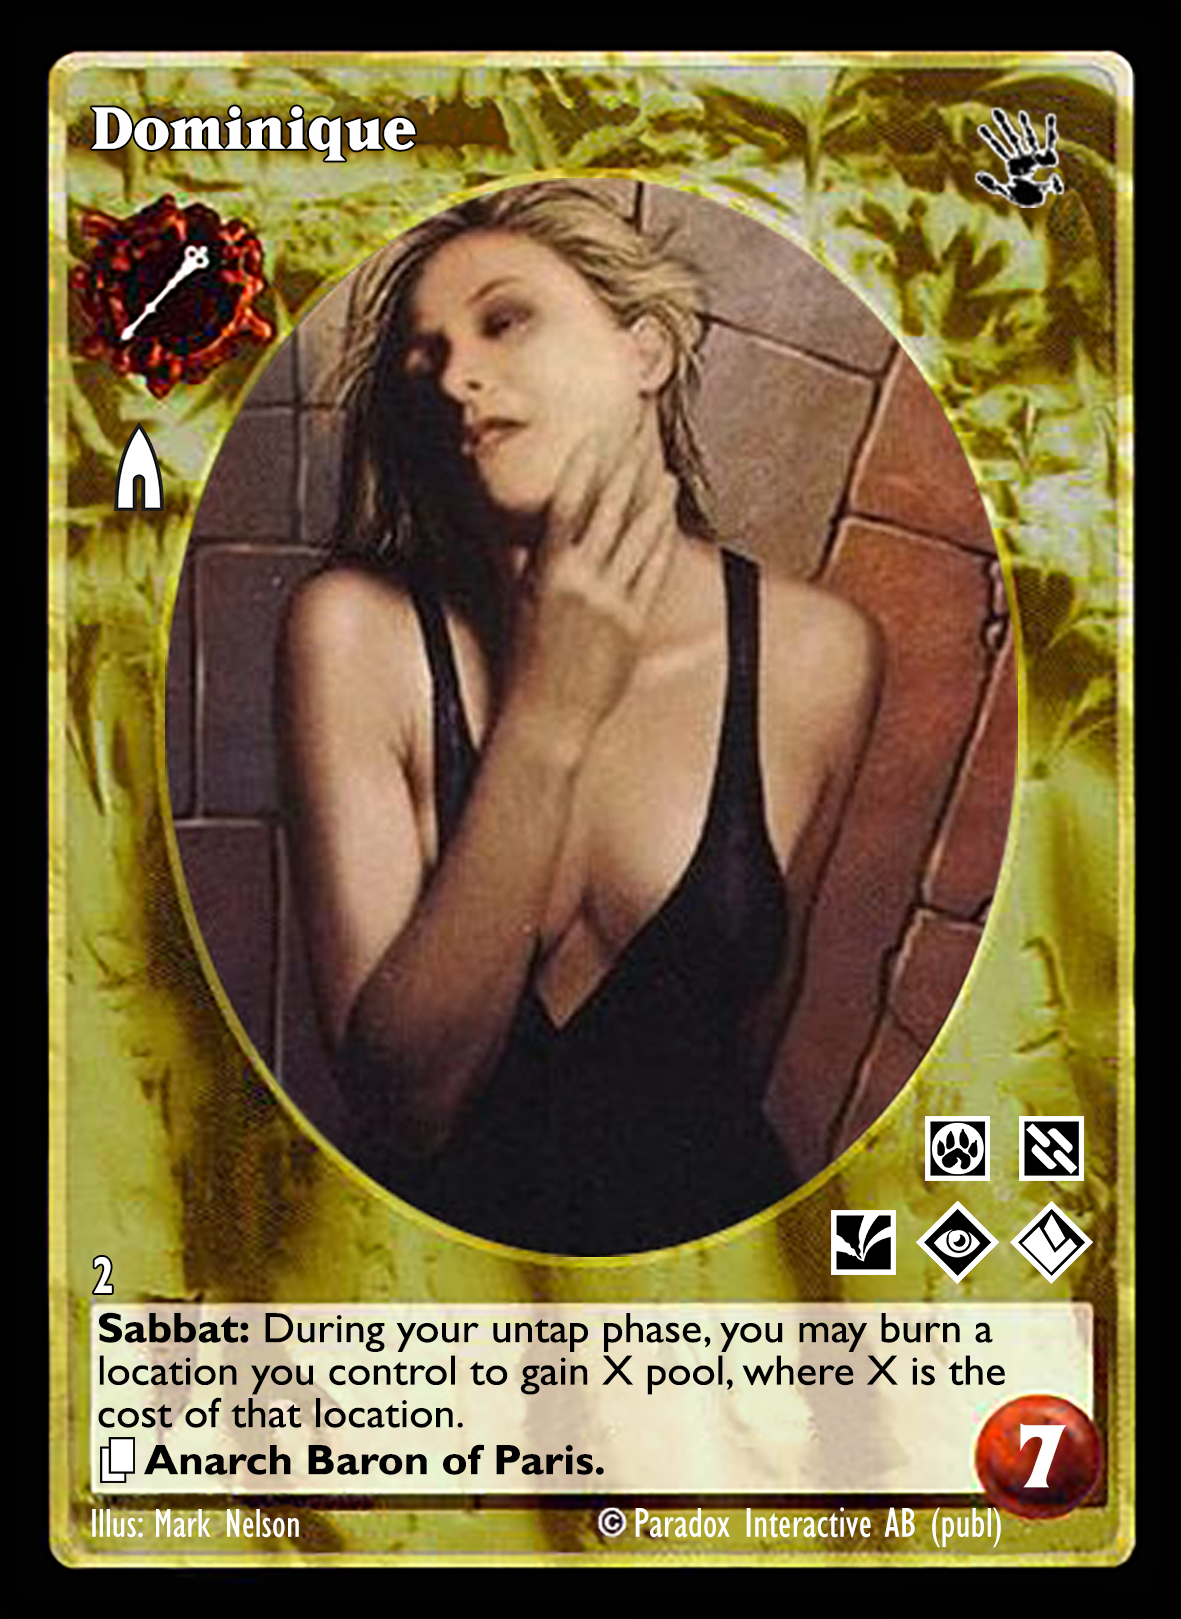 Dominique
2
Sabbat: During your untap phase, you may burn a
location you control to gain X pool, where X is the
cost of that location.
Anarch Baron of Paris.
7
Illus: Mark Nelson
© Paradox Interactive AB (publ)